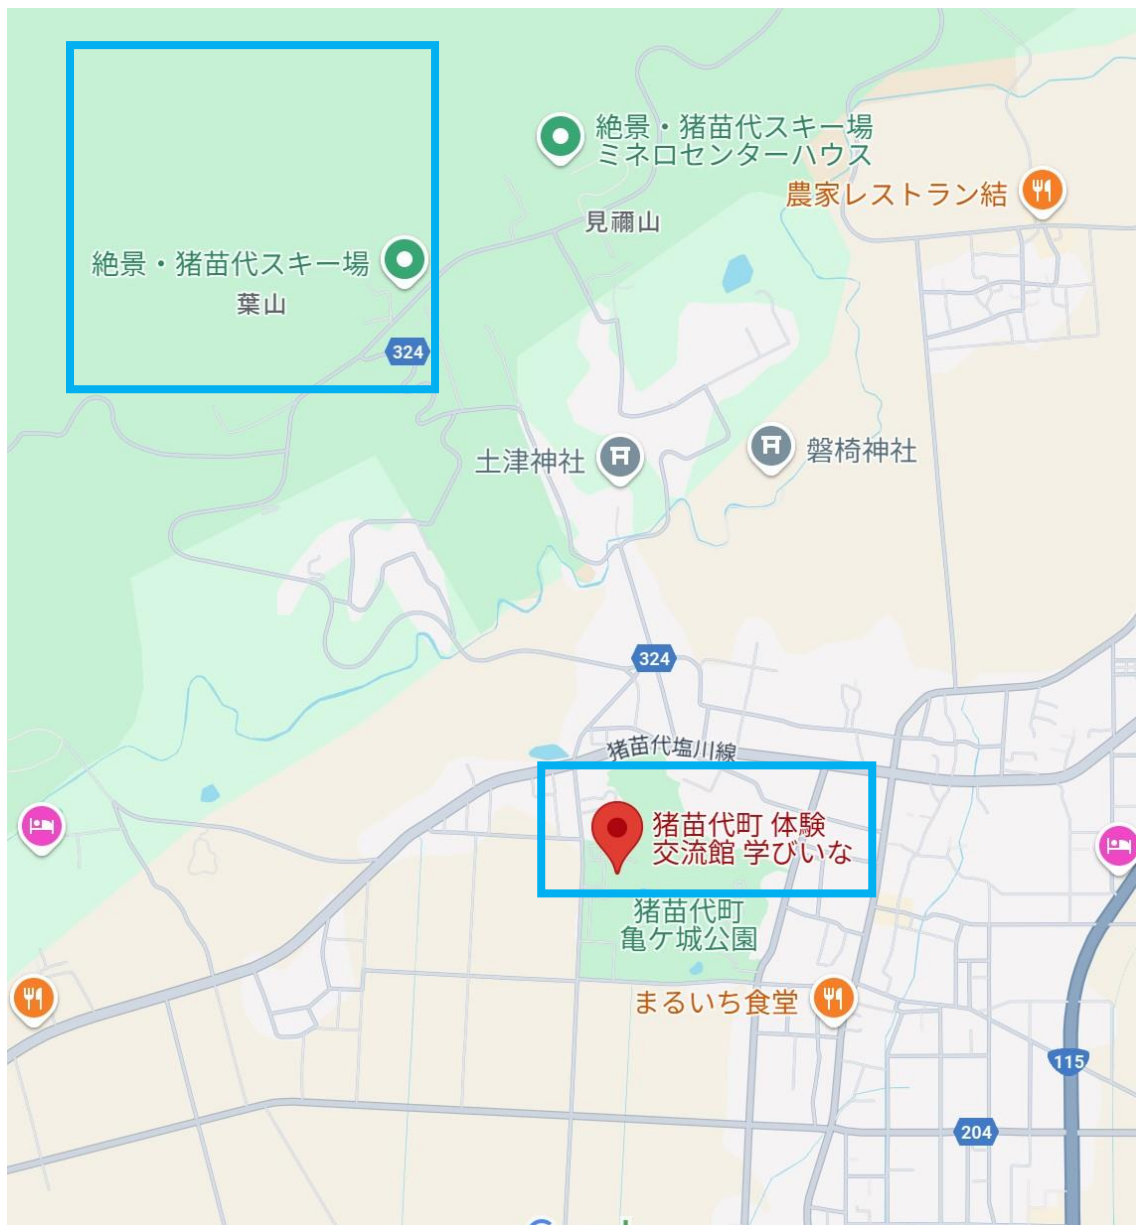 絶景・猪苗代スキー場
ミネロセンターハウス
農家レストラン結
見禰山
絶景・猪苗代スキー場
葉山
324
土津神社
磐椅神社
324
猪苗代塩川線
猪苗代町 体験
交流館 学びいな
猪苗代町
亀ケ城公園
まるいち食堂
115
204